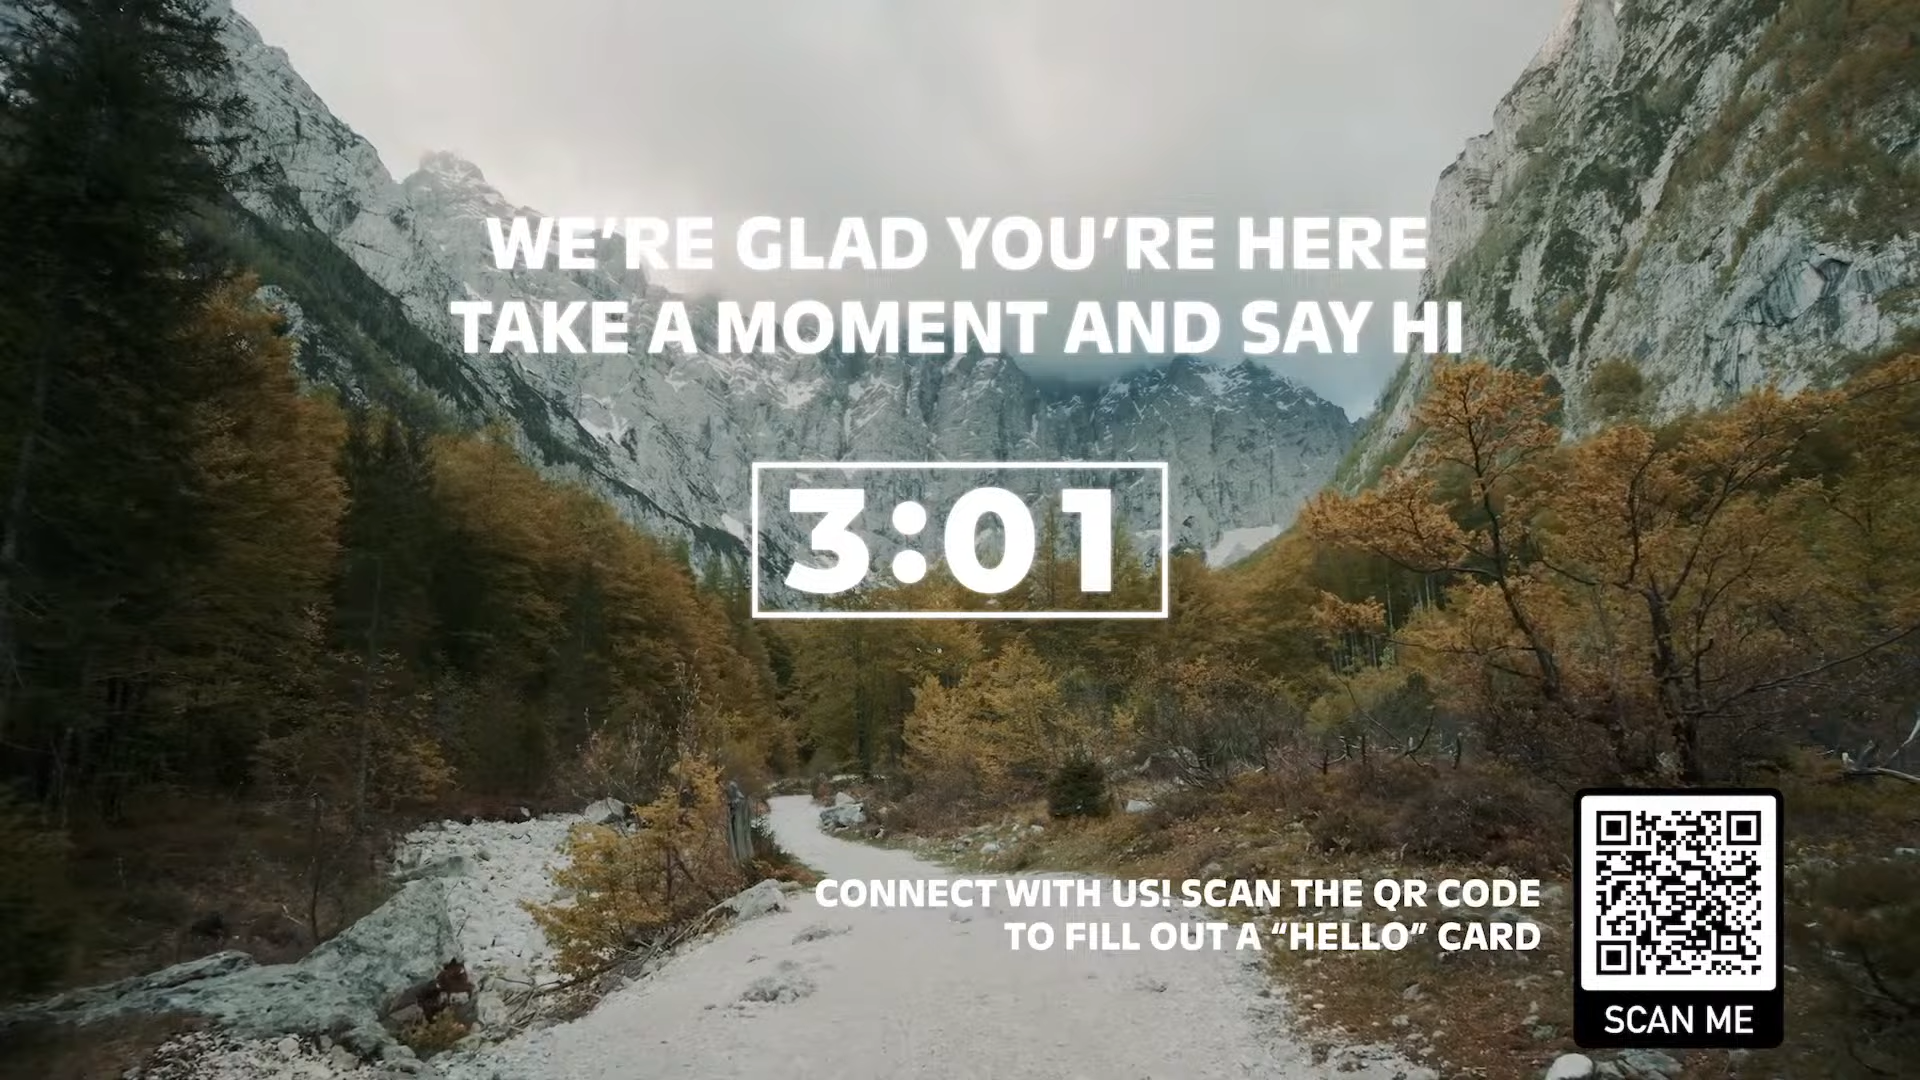 WE’RE GLAD YOU’RE HERE
TAKE A MOMENT AND SAY HI
3:01
CONNECT WITH US! SCAN THE QR CODE
TO FILL OUT A “HELLO” CARD
SCAN ME